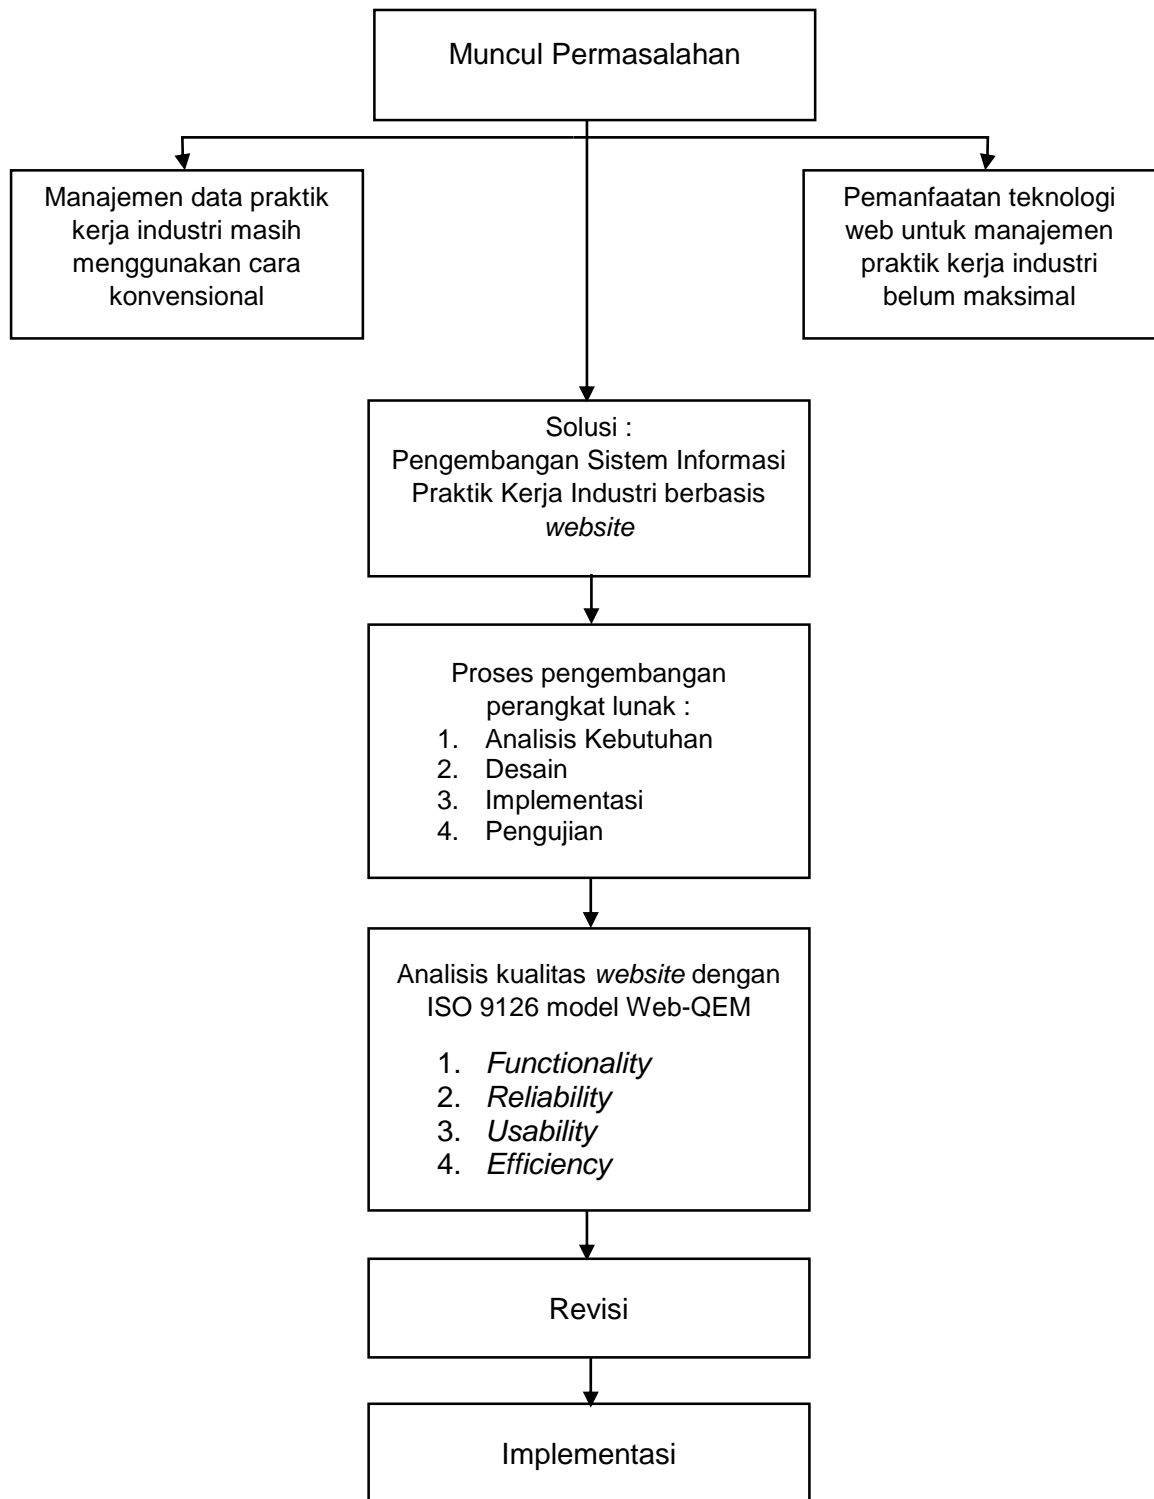 Muncul Permasalahan
Manajemen data praktik
kerja industri masih
menggunakan cara
konvensional
Pemanfaatan teknologi
web untuk manajemen
praktik kerja industri
belum maksimal
Solusi :
Pengembangan Sistem Informasi
Praktik Kerja Industri berbasis
website
Proses pengembangan
perangkat lunak :
1. Analisis Kebutuhan
2. Desain
3. Implementasi
4. Pengujian
Analisis kualitas website dengan
ISO 9126 model Web-QEM
1. Functionality
2. Reliability
3. Usability
4. Efficiency
Revisi
Implementasi